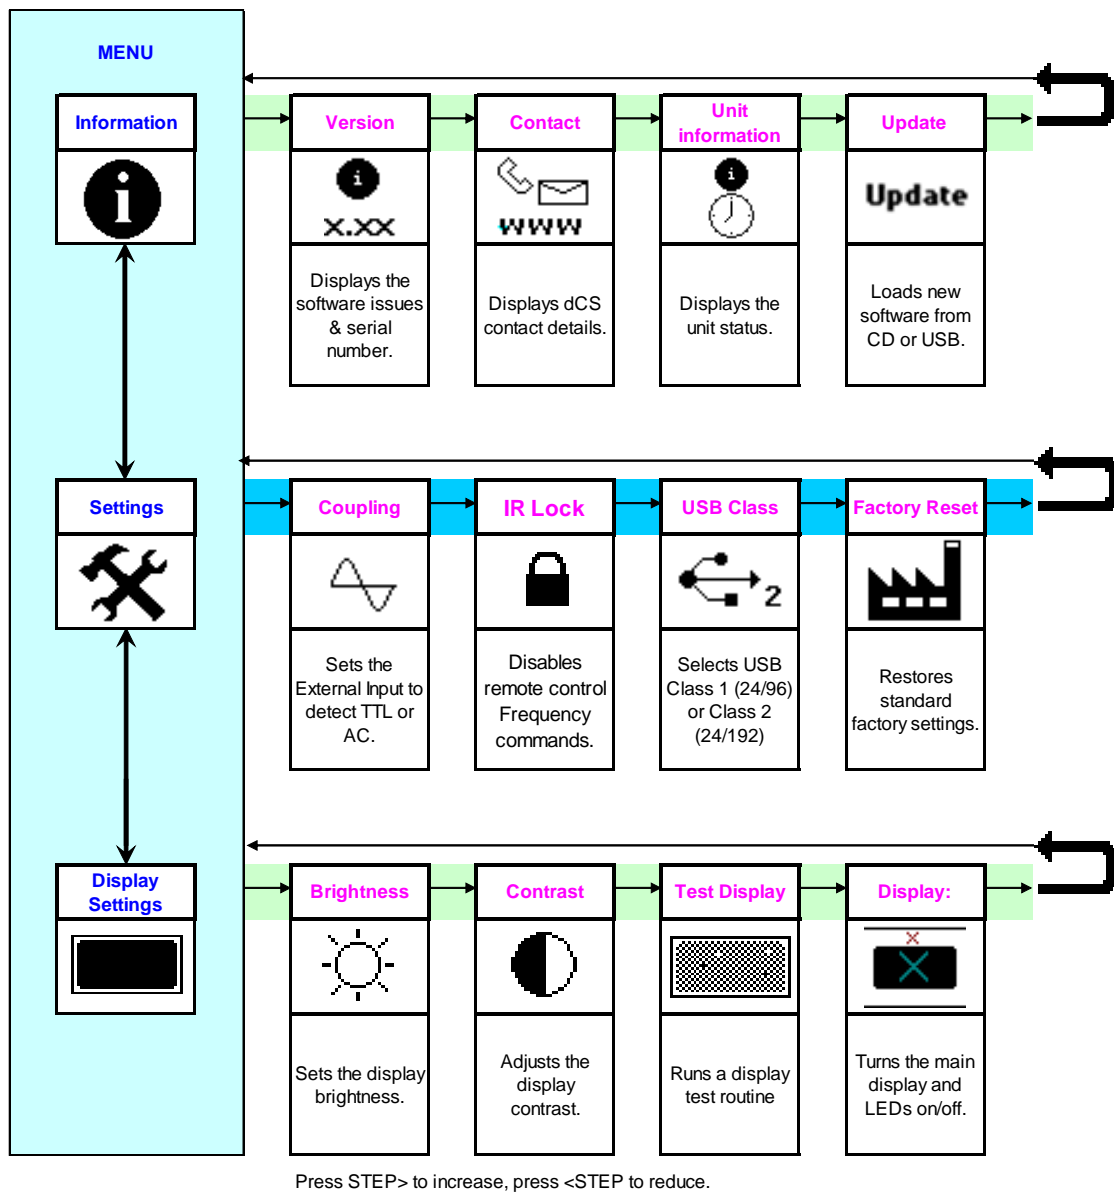 MENU
Information
Version
Contact
Unit
information
Update
i
i
x.xx
www
i
Update
Displays the
software issues
& serial
number.
Displays dCS
contact details.
Displays the
unit status.
Loads new
software from
CD or USB.
Settings
Coupling
IR Lock
USB Class
Factory Reset
2
Sets the
External Input to
detect TTL or
AC.
Disables
remote control
Frequency
commands.
Selects USB
Class 1 (24/96)
or Class 2
(24/192)
Restores
standard
factory settings.
Display
Settings
Brightness
Contrast
Test Display
Display:
Sets the display
brightness.
Adjusts the
display
contrast.
Runs a display
test routine
Turns the main
display and
LEDs on/off.
Press STEP> to increase, press <STEP to reduce.